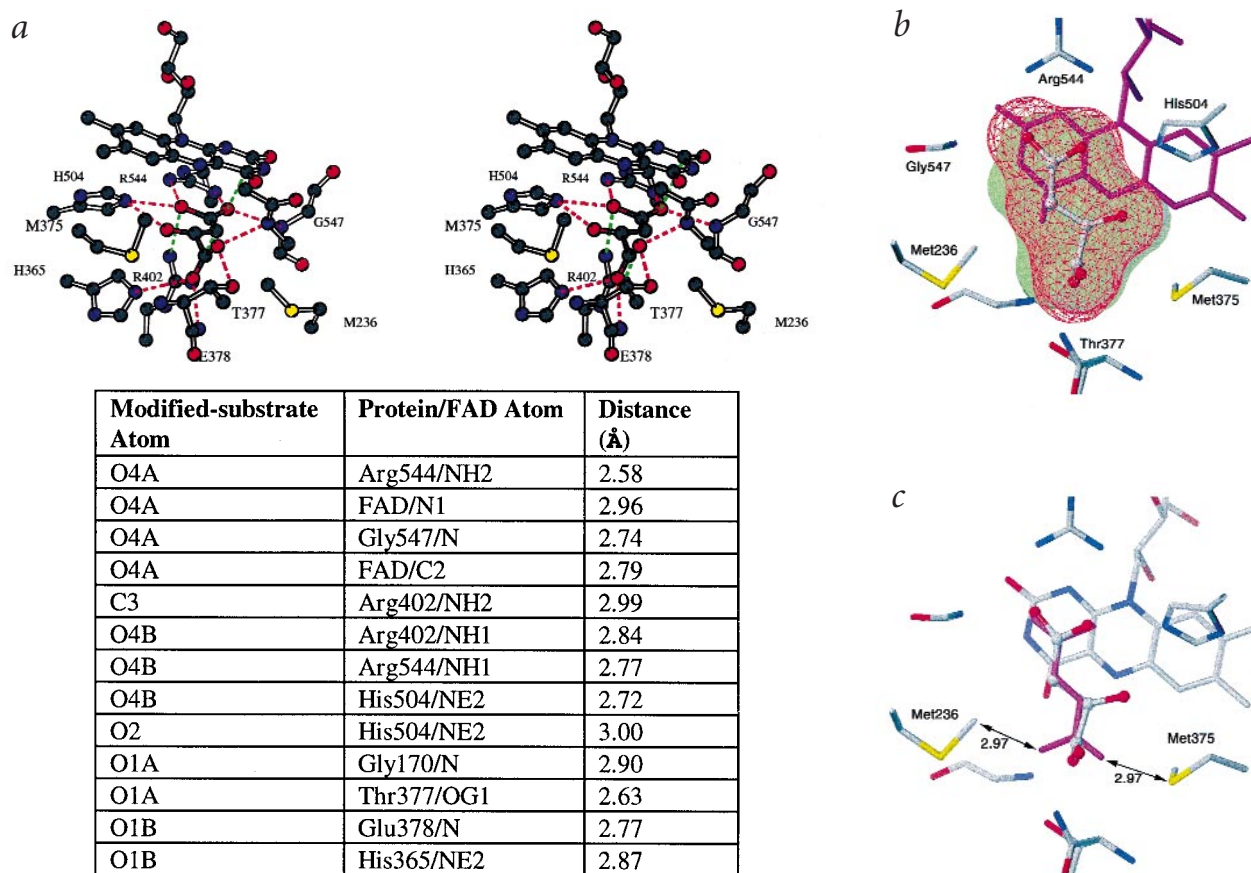 a
H504
R544
M375
G547
H365
R402
T377
M236
E378
H504
R544
M375
G547
H365
R402
T377
M236
E378
Modified-substrate Atom | Protein/FAD Atom | Distance (Å)
O4A | Arg544/NH2 | 2.58
O4A | FAD/N1 | 2.96
O4A | Gly547/N | 2.74
O4A | FAD/C2 | 2.79
C3 | Arg402/NH2 | 2.99
O4B | Arg402/NH1 | 2.84
O4B | Arg544/NH1 | 2.77
O4B | His504/NE2 | 2.72
O2 | His504/NE2 | 3.00
O1A | Gly170/N | 2.90
O1A | Thr377/OG1 | 2.63
O1B | Glu378/N | 2.77
O1B | His365/NE2 | 2.87
b
Arg544
His504
Gly547
Met236
Met375
Thr377
c
Met236
2.97
Met375
2.97